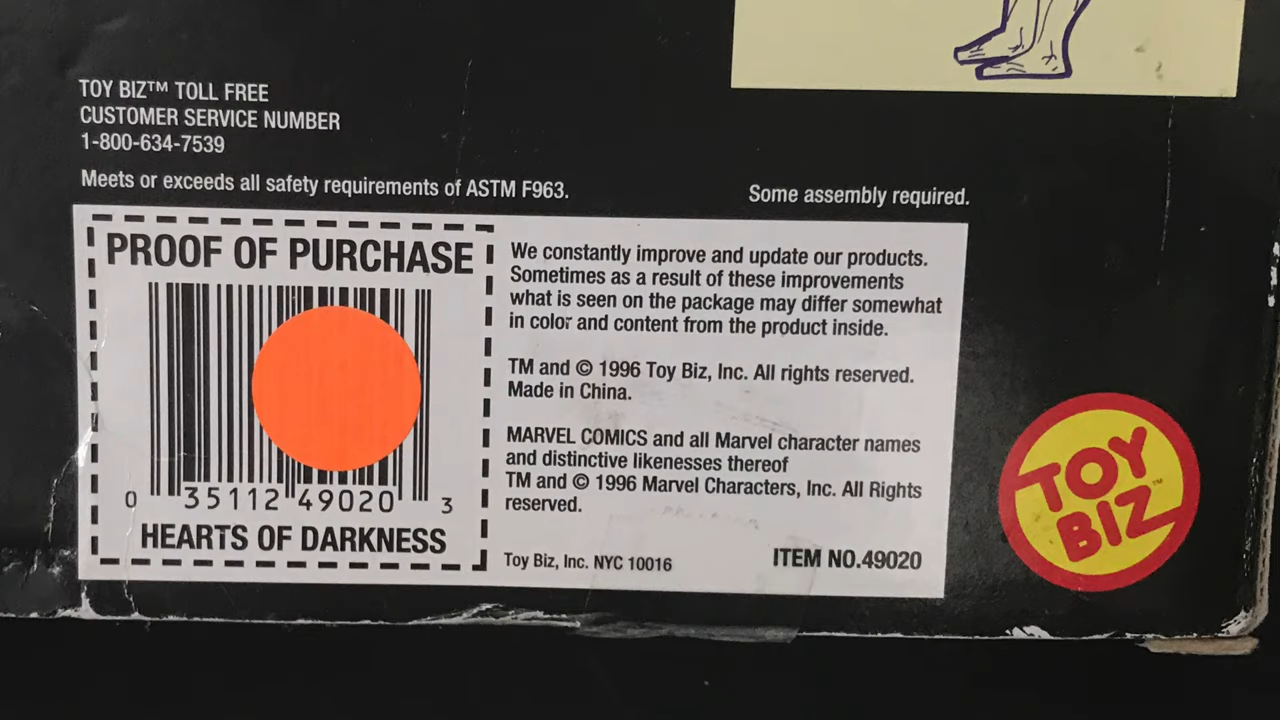 TOY BIZ™ TOLL FREE
CUSTOMER SERVICE NUMBER
1-800-634-7539
Meets or exceeds all safety requirements of ASTM F963.
Some assembly required.
PROOF OF PURCHASE
0 35112 49020 3
HEARTS OF DARKNESS
We constantly improve and update our products.
Sometimes as a result of these improvements
what is seen on the package may differ somewhat
in color and content from the product inside.
TM and © 1996 Toy Biz, Inc. All rights reserved.
Made in China.
MARVEL COMICS and all Marvel character names
and distinctive likenesses thereof
TM and © 1996 Marvel Characters, Inc. All Rights
reserved.
Toy Biz, Inc. NYC 10016
ITEM NO.49020
TOY
BIZ™